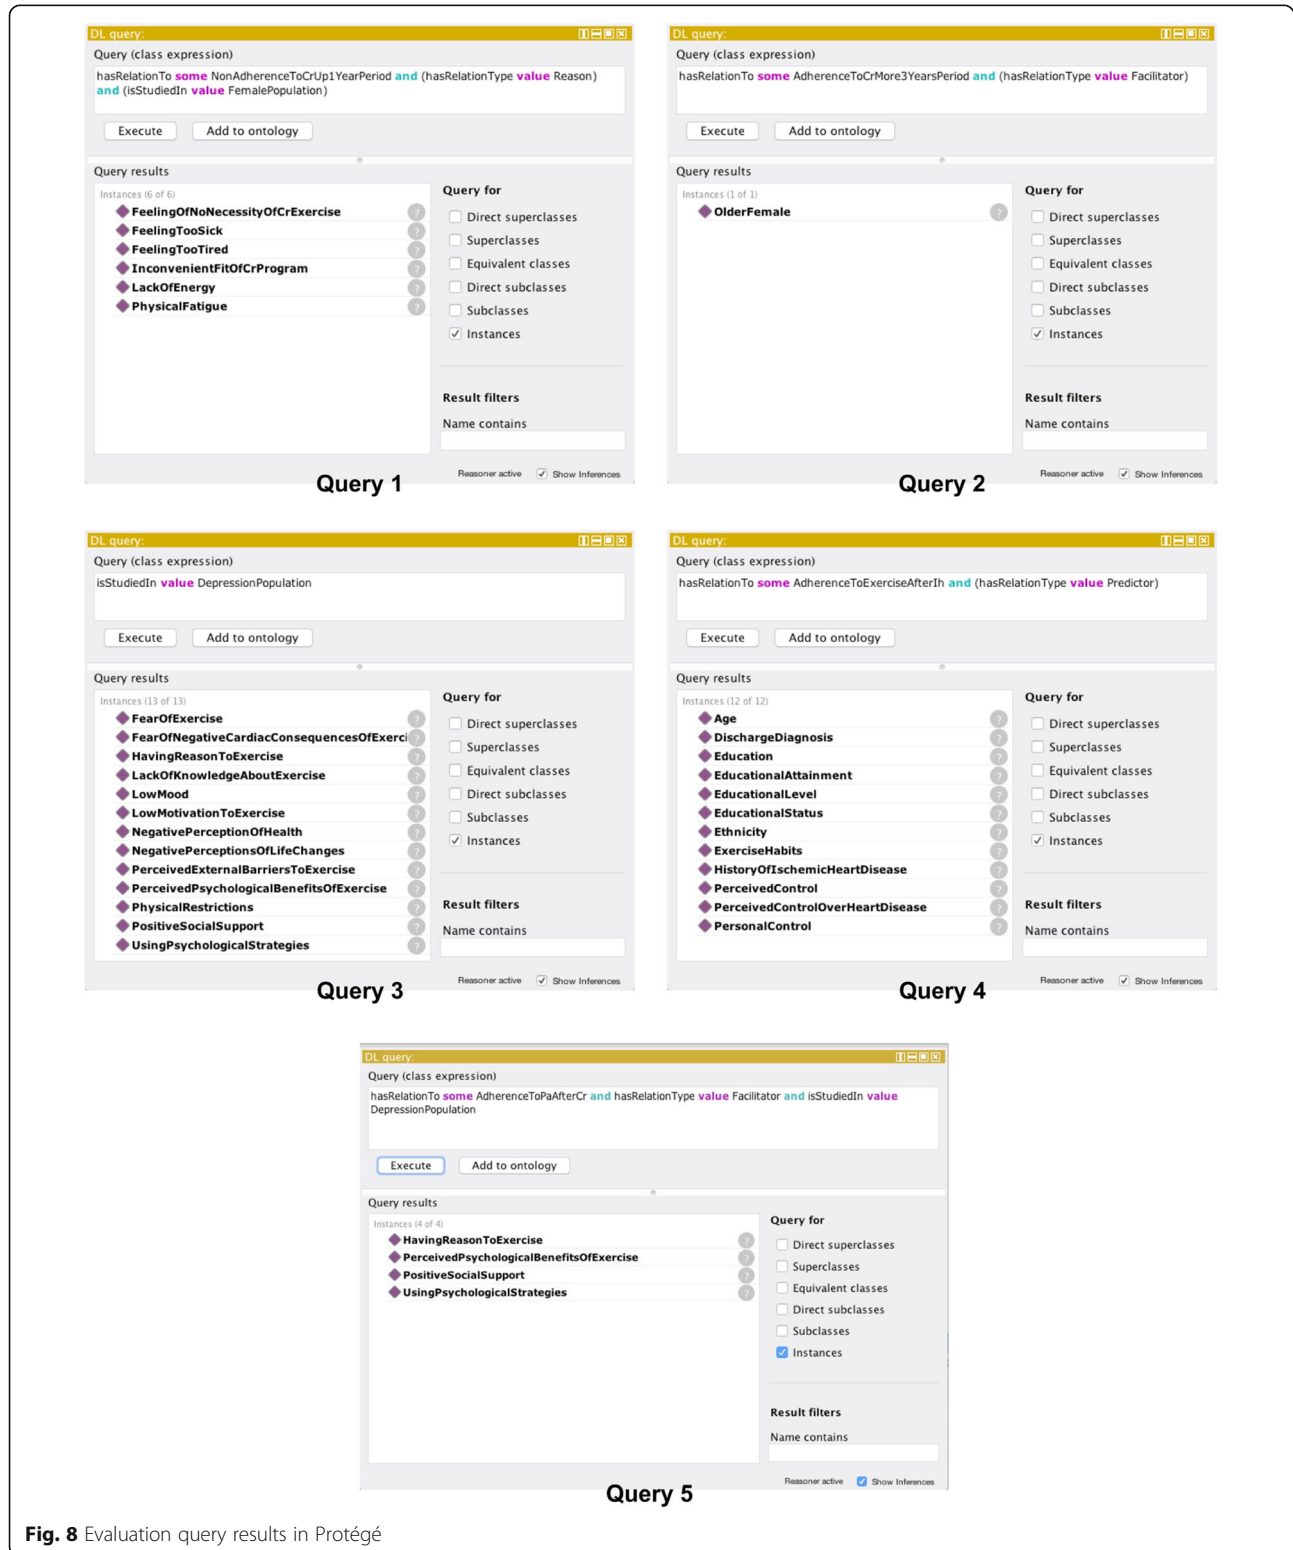 DL query:
Query (class expression)
hasRelationTo some NonAdherenceToCrUp1YearPeriod and (hasRelationType value Reason)
and (isStudiedIn value FemalePopulation)
Execute Add to ontology
Query results
Instances (6 of 6)
FeelingOfNoNecessityOfCrExercise ?
FeelingTooSick ?
FeelingTooTired ?
InconvenientFitOfCrProgram ?
LackOfEnergy ?
PhysicalFatigue ?
Query for
Direct superclasses
Superclasses
Equivalent classes
Direct subclasses
Subclasses
Instances
Result filters
Name contains
Reasoner active Show Inferences
Query 1
DL query:
Query (class expression)
hasRelationTo some AdherenceToCrMore3YearsPeriod and (hasRelationType value Facilitator)
Execute Add to ontology
Query results
Instances (1 of 1)
OlderFemale ?
Query for
Direct superclasses
Superclasses
Equivalent classes
Direct subclasses
Subclasses
Instances
Result filters
Name contains
Reasoner active Show Inferences
Query 2
DL query:
Query (class expression)
isStudiedIn value DepressionPopulation
Execute Add to ontology
Query results
Instances (13 of 13)
FearOfExercise ?
FearOfNegativeCardiacConsequencesOfExerci ?
HavingReasonToExercise ?
LackOfKnowledgeAboutExercise ?
LowMood ?
LowMotivationToExercise ?
NegativePerceptionOfHealth ?
NegativePerceptionsOfLifeChanges ?
PerceivedExternalBarriersToExercise ?
PerceivedPsychologicalBenefitsOfExercise ?
PhysicalRestrictions ?
PositiveSocialSupport ?
UsingPsychologicalStrategies ?
Query for
Direct superclasses
Superclasses
Equivalent classes
Direct subclasses
Subclasses
Instances
Result filters
Name contains
Reasoner active Show Inferences
Query 3
DL query:
Query (class expression)
hasRelationTo some AdherenceToExerciseAfterIh and (hasRelationType value Predictor)
Execute Add to ontology
Query results
Instances (12 of 12)
Age ?
DischargeDiagnosis ?
Education ?
EducationalAttainment ?
EducationalLevel ?
EducationalStatus ?
Ethnicity ?
ExerciseHabits ?
HistoryOfIschemicHeartDisease ?
PerceivedControl ?
PerceivedControlOverHeartDisease ?
PersonalControl ?
Query for
Direct superclasses
Superclasses
Equivalent classes
Direct subclasses
Subclasses
Instances
Result filters
Name contains
Reasoner active Show Inferences
Query 4
DL query:
Query (class expression)
hasRelationTo some AdherenceToPaAfterCr and hasRelationType value Facilitator and isStudiedIn value
DepressionPopulation
Execute Add to ontology
Query results
Instances (4 of 4)
HavingReasonToExercise ?
PerceivedPsychologicalBenefitsOfExercise ?
PositiveSocialSupport ?
UsingPsychologicalStrategies ?
Query for
Direct superclasses
Superclasses
Equivalent classes
Direct subclasses
Subclasses
Instances
Result filters
Name contains
Reasoner active Show Inferences
Query 5
Fig. 8 Evaluation query results in Protégé